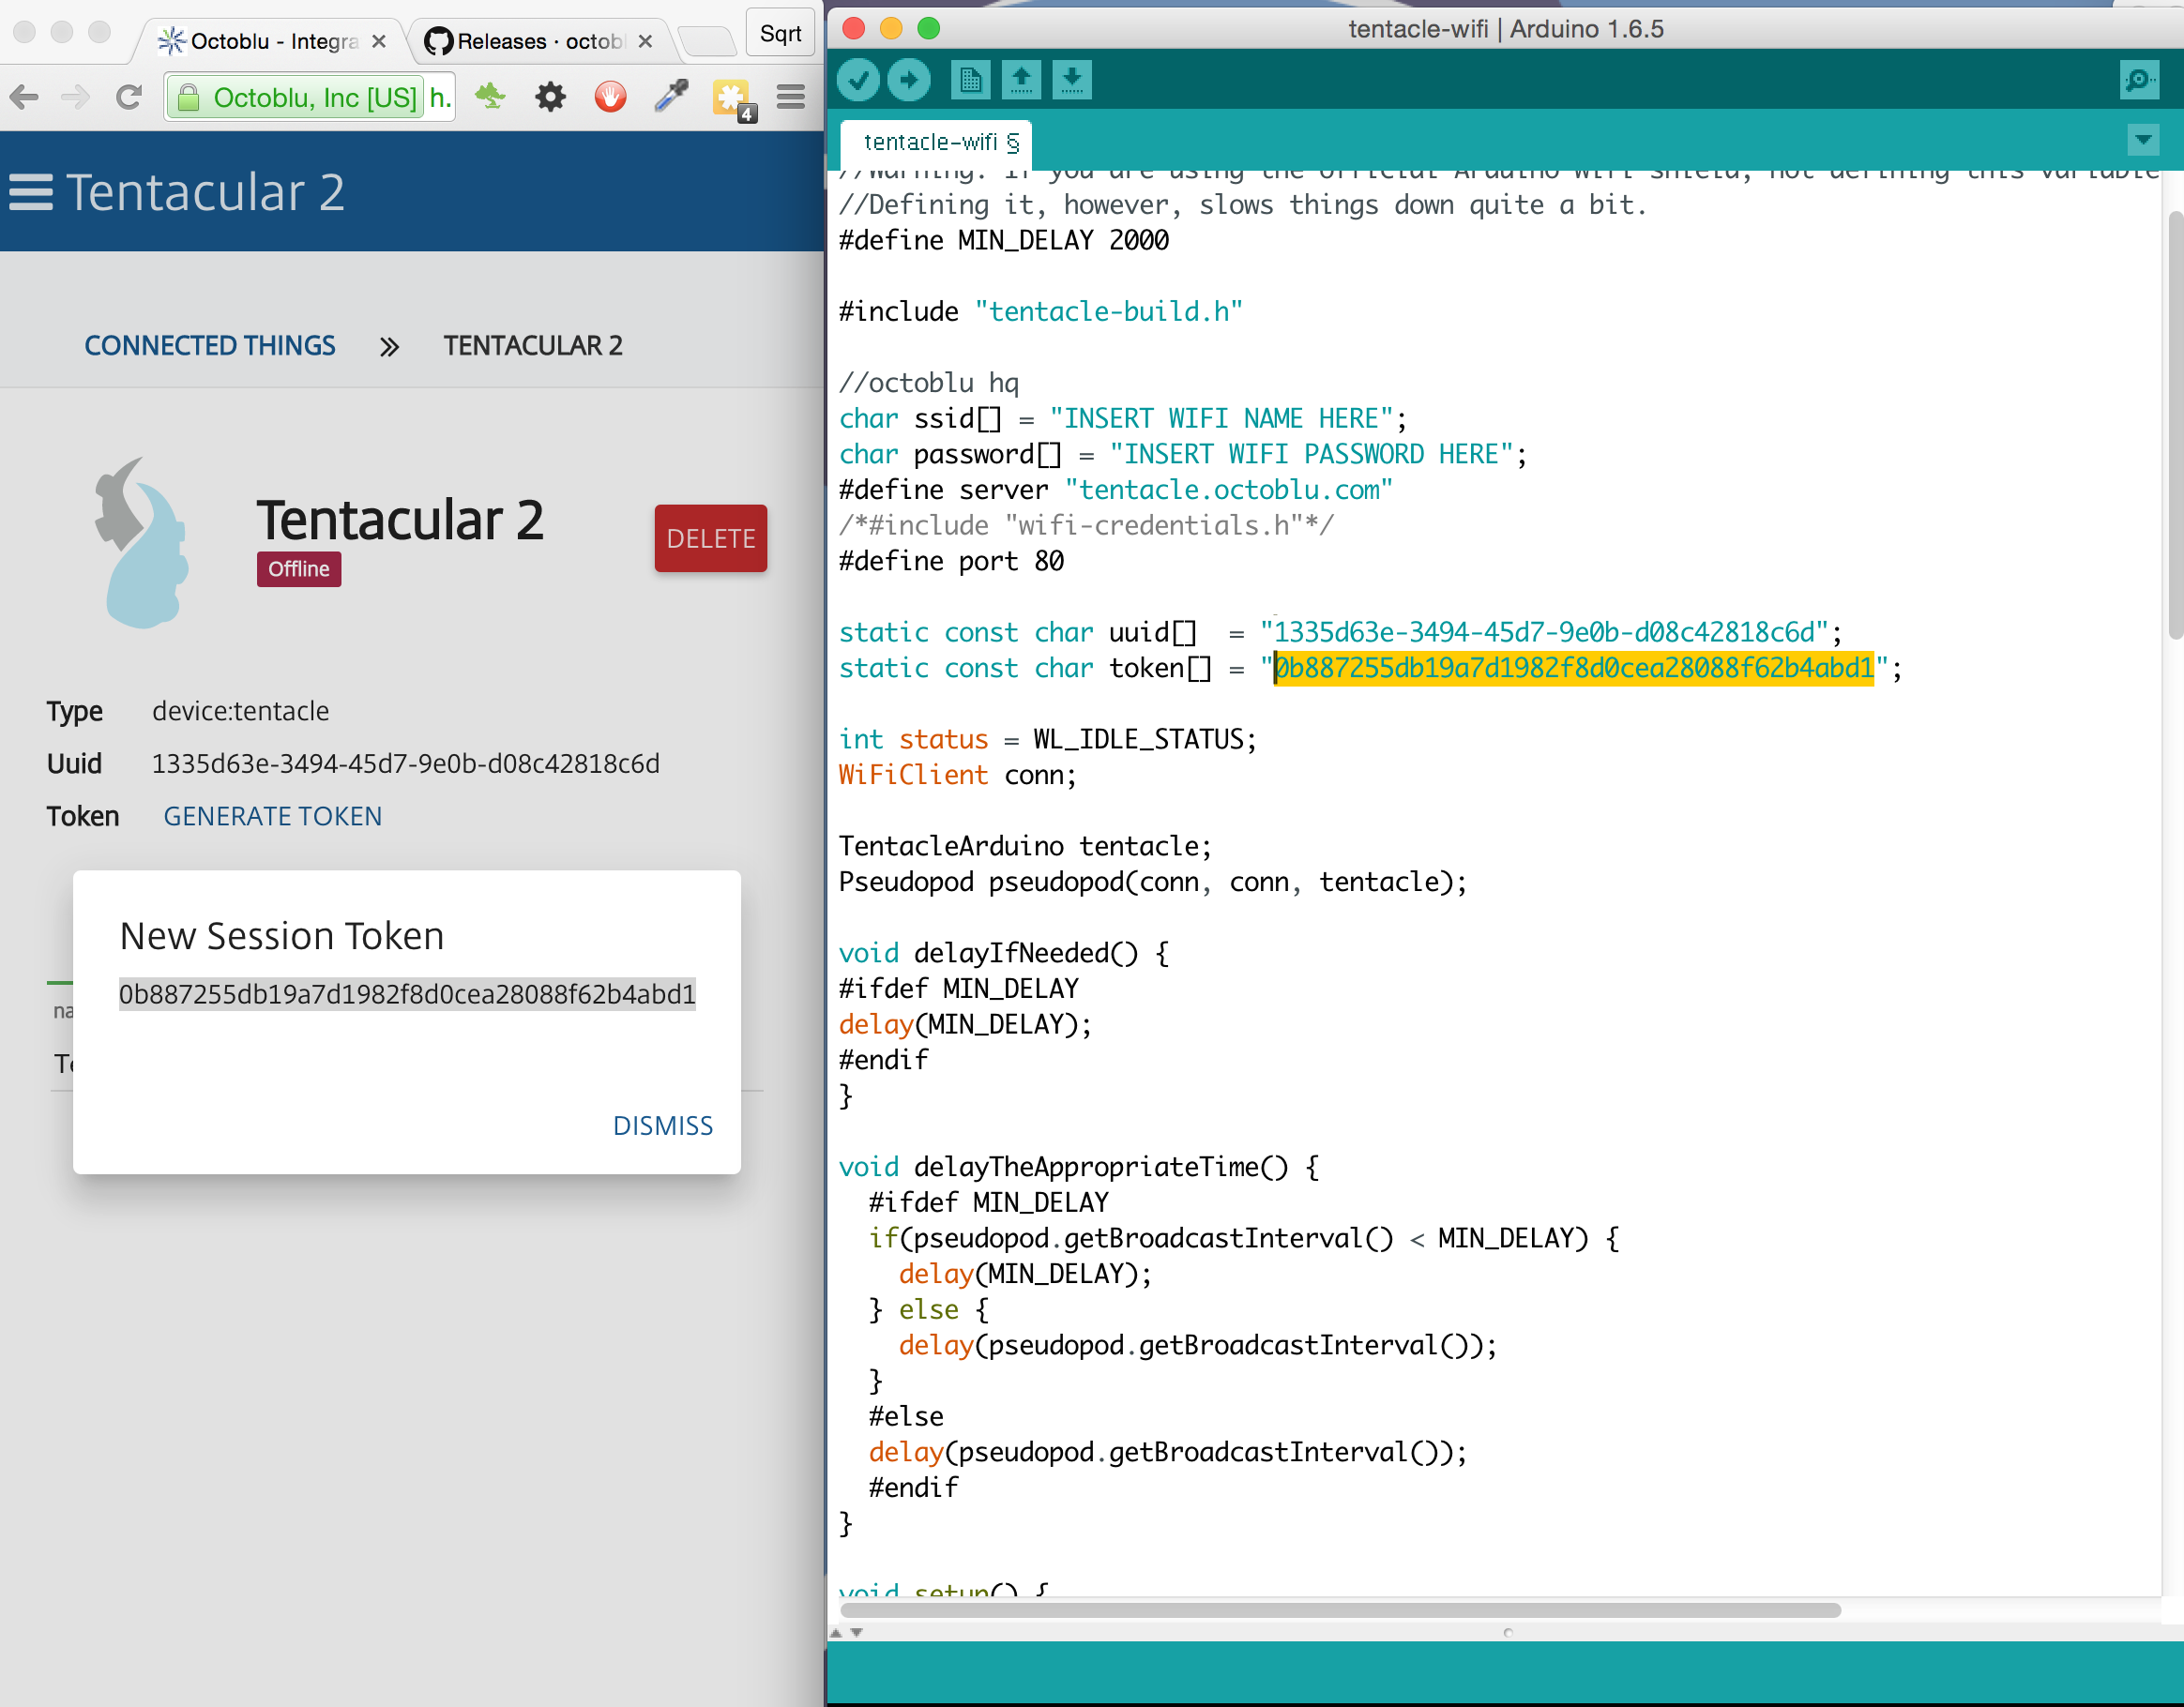 Octoblu - Integra
Releases · octobl
Sqrt
Octoblu, Inc [US] h.
4
Tentacular 2
CONNECTED THINGS » TENTACULAR 2
Tentacular 2
Offline
DELETE
Type device:tentacle
Uuid 1335d63e-3494-45d7-9e0b-d08c42818c6d
Token GENERATE TOKEN
New Session Token
0b887255db19a7d1982f8d0cea28088f62b4abd1
na
Te
DISMISS
tentacle-wifi | Arduino 1.6.5
tentacle-wifi §
//Warning: If you are using the official Arduino wifi shield, not defining this variable
//Defining it, however, slows things down quite a bit.
#define MIN_DELAY 2000
#include "tentacle-build.h"
//octoblu hq
char ssid[] = "INSERT WIFI NAME HERE";
char password[] = "INSERT WIFI PASSWORD HERE";
#define server "tentacle.octoblu.com"
/*#include "wifi-credentials.h"*/
#define port 80
static const char uuid[]  = "1335d63e-3494-45d7-9e0b-d08c42818c6d";
static const char token[] = "0b887255db19a7d1982f8d0cea28088f62b4abd1";
int status = WL_IDLE_STATUS;
WiFiClient conn;
TentacleArduino tentacle;
Pseudopod pseudopod(conn, conn, tentacle);
void delayIfNeeded() {
#ifdef MIN_DELAY
delay(MIN_DELAY);
#endif
}
void delayTheAppropriateTime() {
  #ifdef MIN_DELAY
  if(pseudopod.getBroadcastInterval() < MIN_DELAY) {
    delay(MIN_DELAY);
  } else {
    delay(pseudopod.getBroadcastInterval());
  }
  #else
  delay(pseudopod.getBroadcastInterval());
  #endif
}
void setup() {